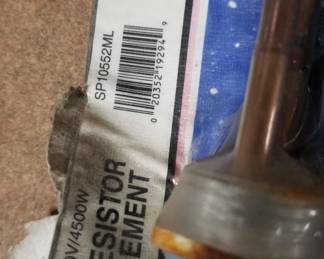 SP10552ML
0 20352 19294 9
0V/4500W
ESISTOR
EMENT